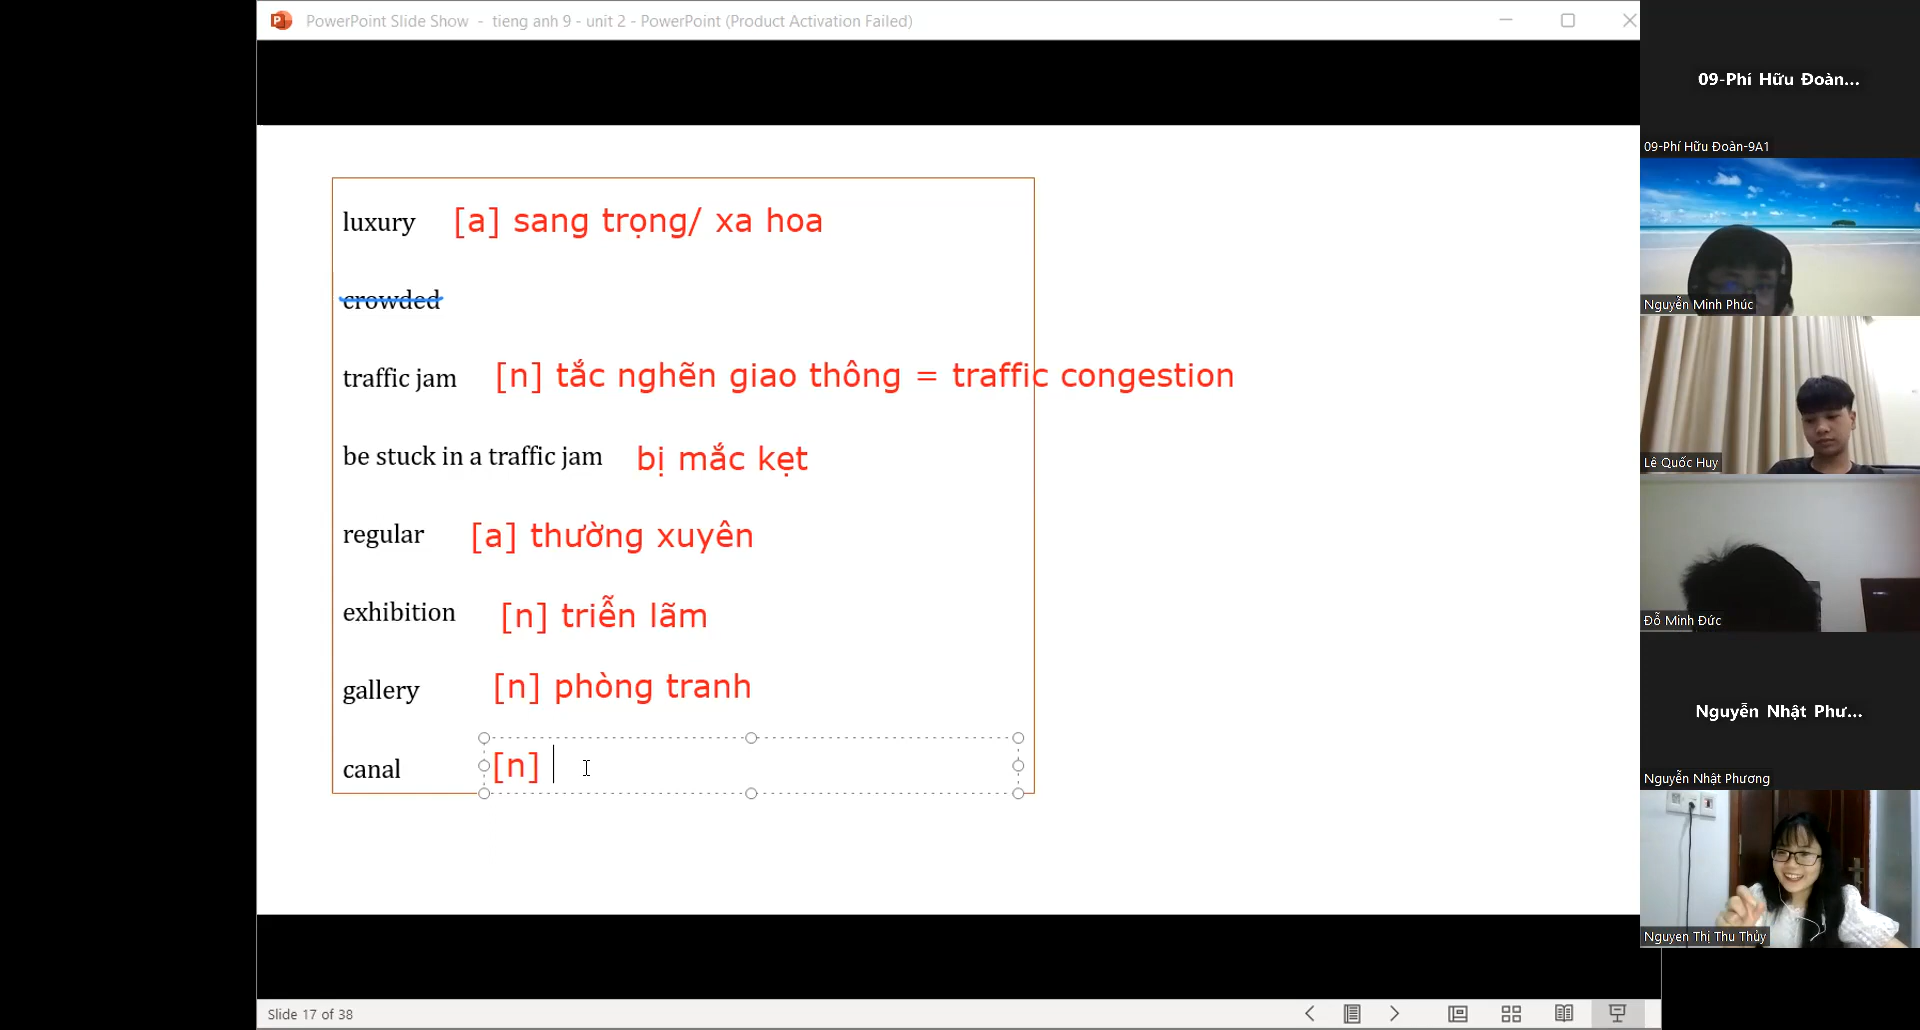 PowerPoint Slide Show - tieng anh 9 - unit 2 - PowerPoint (Product Activation Failed)
luxury [a] sang trọng/ xa hoa
crowded
traffic jam [n] tắc nghẽn giao thông = traffic congestion
be stuck in a traffic jam bị mắc kẹt
regular [a] thường xuyên
exhibition [n] triễn lãm
gallery [n] phòng tranh
canal [n]
Slide 17 of 38
09-Phí Hữu Đoàn...
09-Phí Hữu Đoàn-9A1
Nguyễn Minh Phúc
Lê Quốc Huy
Đỗ Minh Đức
Nguyễn Nhật Phư...
Nguyễn Nhật Phương
Nguyen Thị Thu Thủy